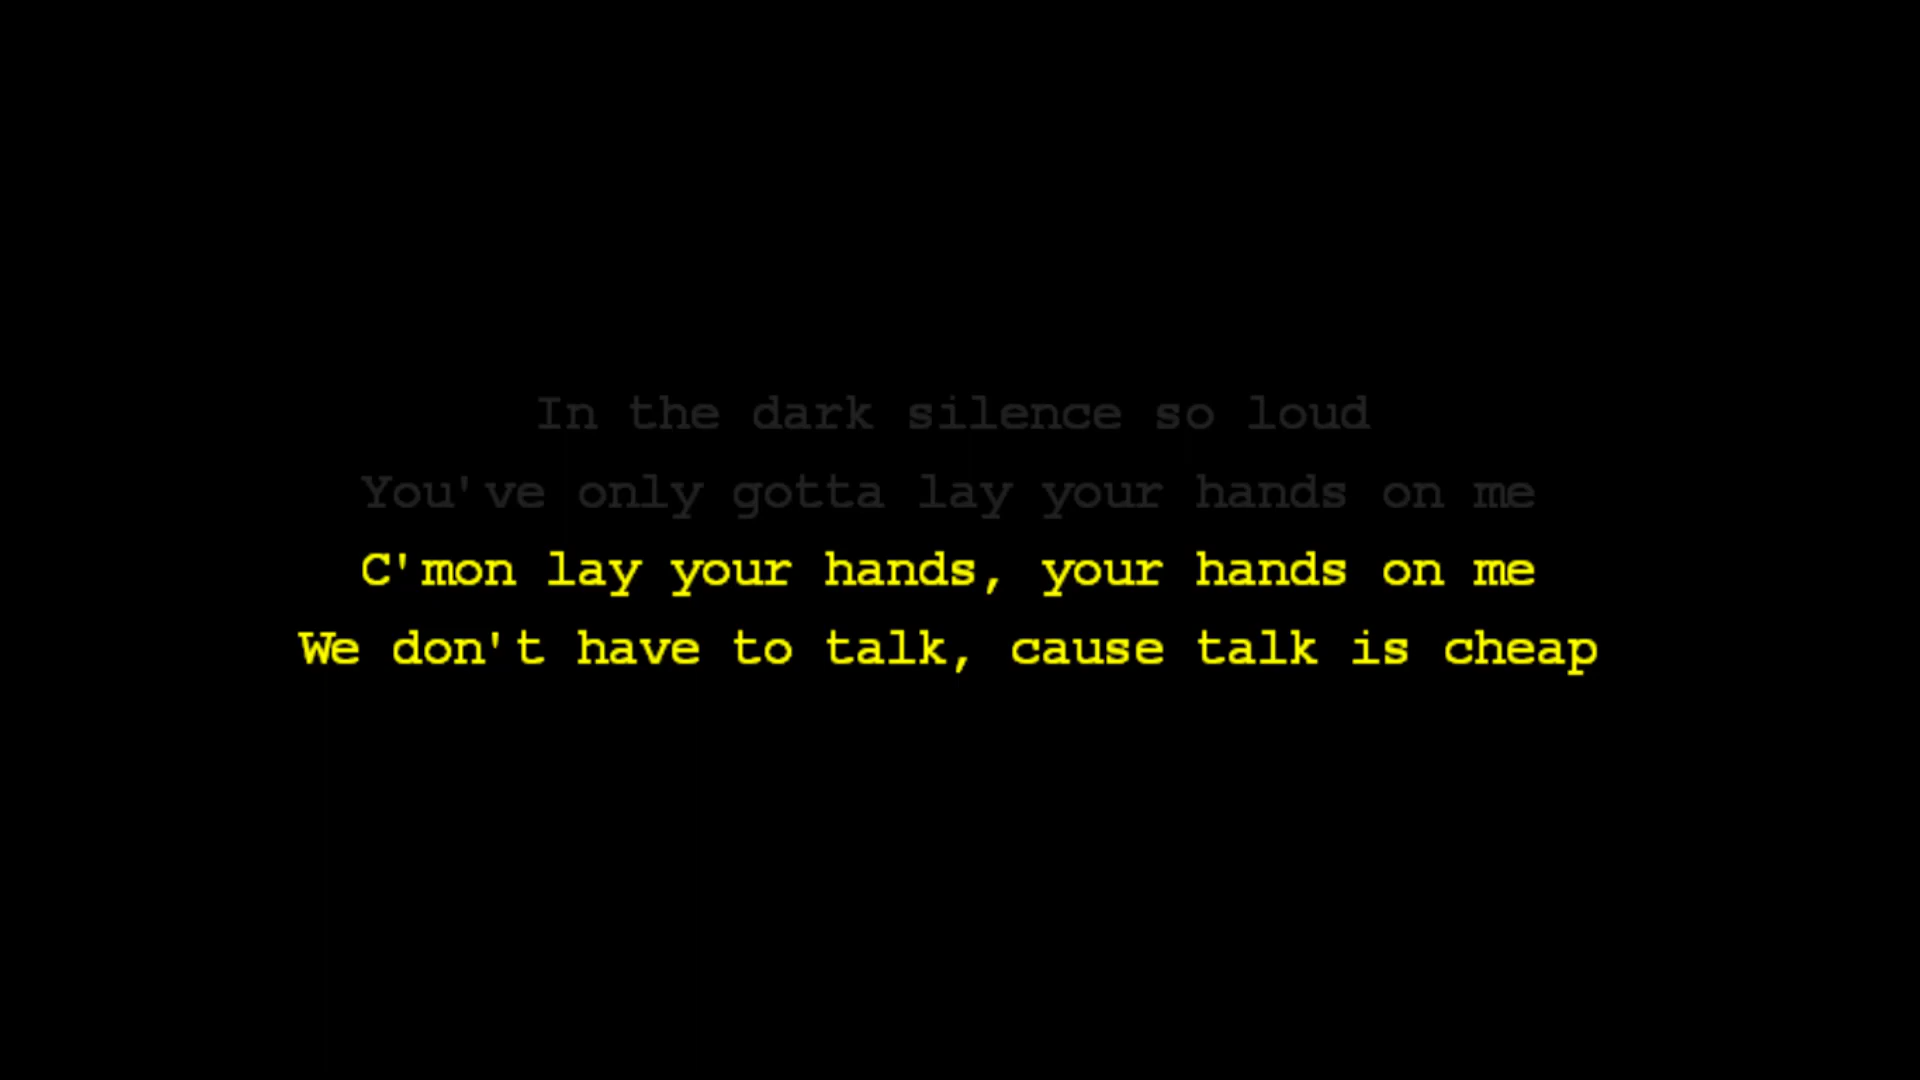 In the dark silence so loud
You've only gotta lay your hands on me
C'mon lay your hands, your hands on me
We don't have to talk, cause talk is cheap